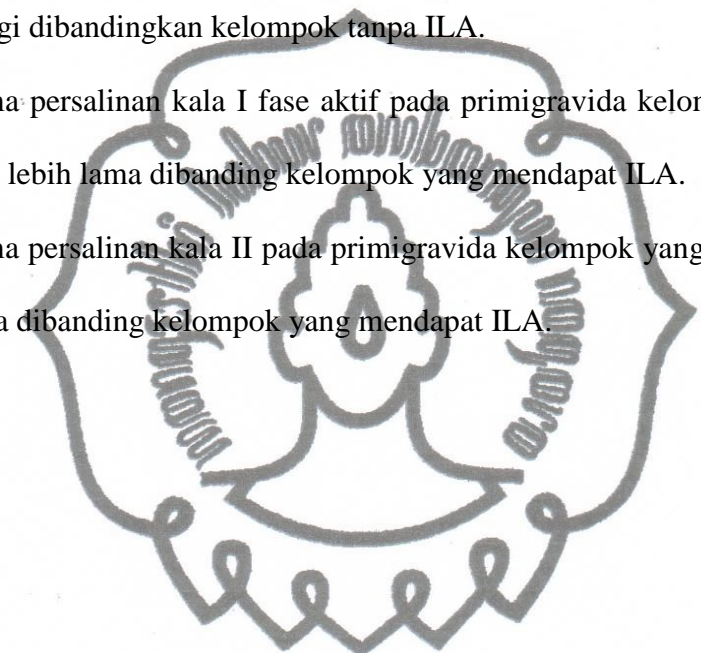 gi dibandingkan kelompok tanpa ILA.
na persalinan kala I fase aktif pada primigravida kelom
lebih lama dibanding kelompok yang mendapat ILA.
na persalinan kala II pada primigravida kelompok yang
a dibanding kelompok yang mendapat ILA.